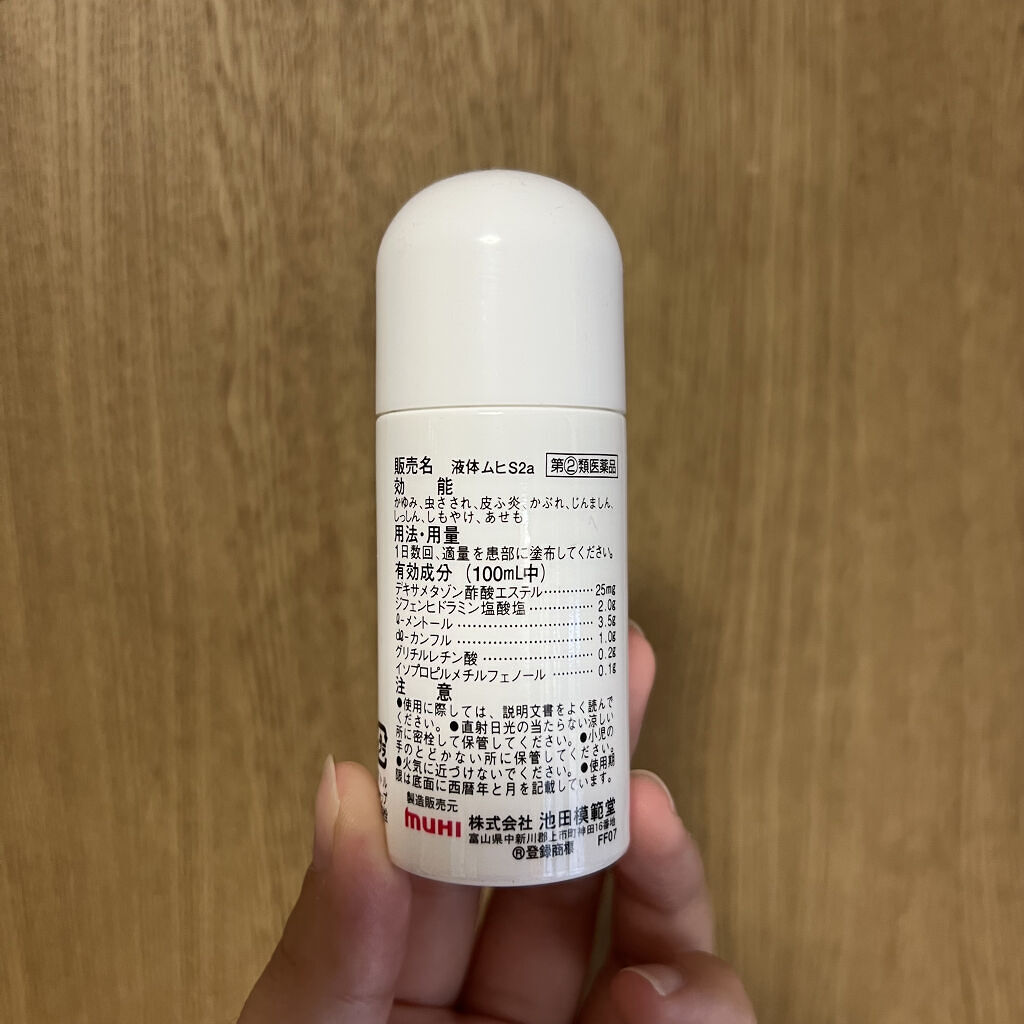 販売名 液体ムヒS2a 第②類医薬品
効 能
かゆみ、虫さされ、皮ふ炎、かぶれ、じんましん、
しっしん、しもやけ、あせも
用法・用量
1日数回、適量を患部に塗布してください。
有効成分 (100mL中)
デキサメタゾン酢酸エステル………… 25mg
ジフェンヒドラミン塩酸塩 …………… 2.0g
ℓ-メントール ………………………… 3.5g
dℓ-カンフル ………………………… 1.0g
グリチルレチン酸 …………………… 0.2g
イソプロピルメチルフェノール ……… 0.1g
注 意
●使用に際しては、説明文書をよく読んで
ください。●直射日光の当たらない涼しい
所に密栓して保管してください。●小児の
手のとどかない所に保管してください。
●火気に近づけないでください。●使用期
限は底面に西暦年と月を記載しています。
製造販売元
MUHI 株式会社 池田模範堂
富山県中新川郡上市町神田16番地
®登録商標 FF07